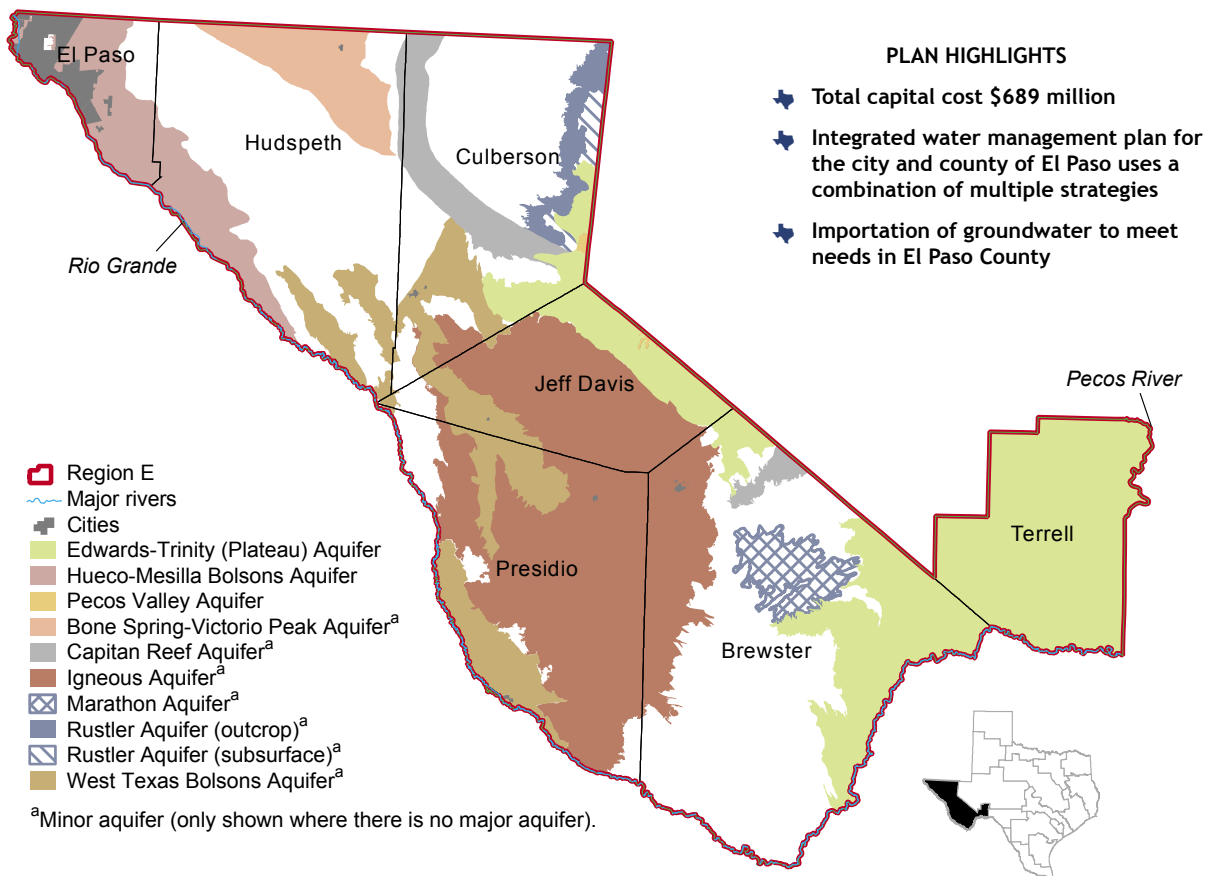 El Paso
Hudspeth
Culberson
Rio Grande
Jeff Davis
Presidio
Brewster
Terrell
Pecos River
PLAN HIGHLIGHTS
Total capital cost $689 million
Integrated water management plan for
the city and county of El Paso uses a
combination of multiple strategies
Importation of groundwater to meet
needs in El Paso County
Region E
Major rivers
Cities
Edwards-Trinity (Plateau) Aquifer
Hueco-Mesilla Bolsons Aquifer
Pecos Valley Aquifer
Bone Spring-Victorio Peak Aquiferᵃ
Capitan Reef Aquiferᵃ
Igneous Aquiferᵃ
Marathon Aquiferᵃ
Rustler Aquifer (outcrop)ᵃ
Rustler Aquifer (subsurface)ᵃ
West Texas Bolsons Aquiferᵃ
ᵃMinor aquifer (only shown where there is no major aquifer).